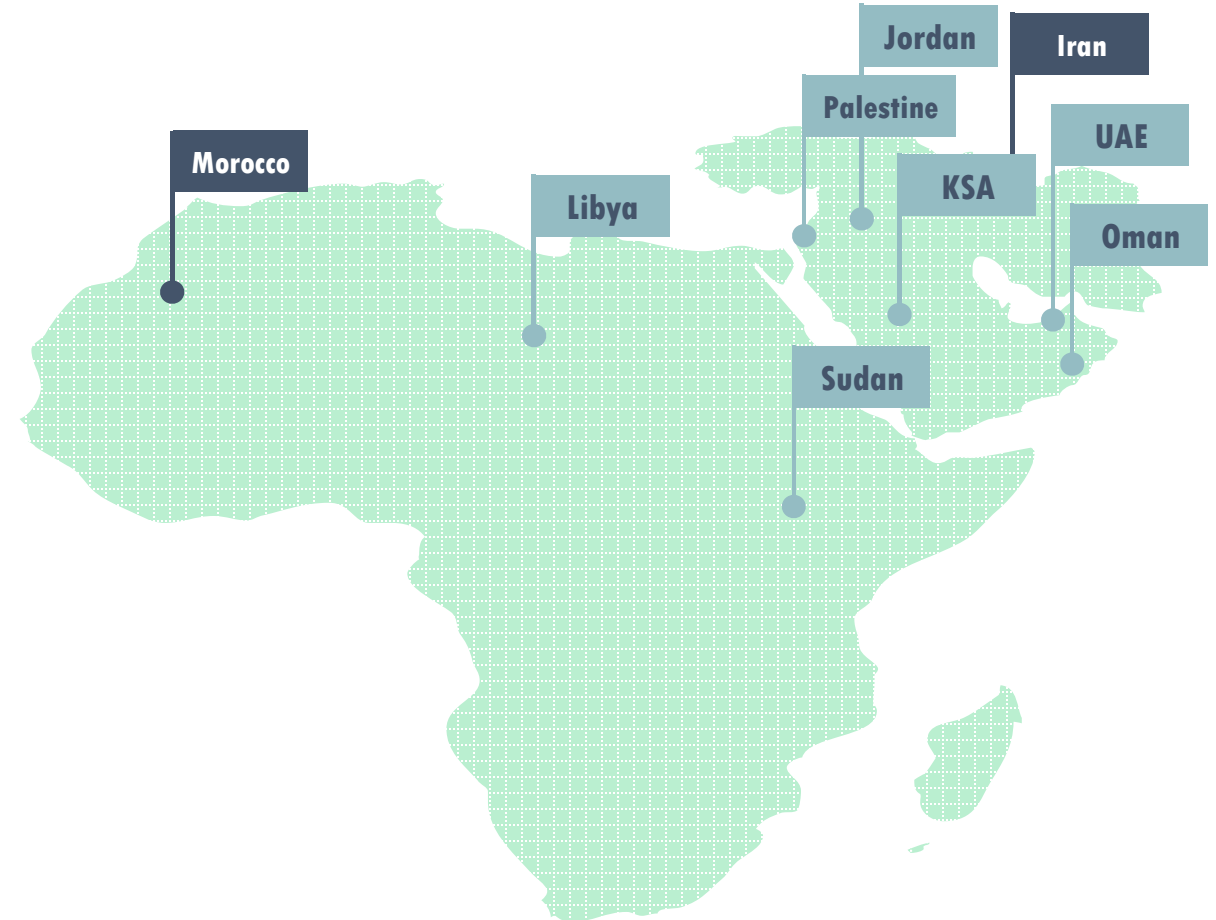 Jordan
Iran
Palestine
UAE
Morocco
KSA
Libya
Oman
Sudan